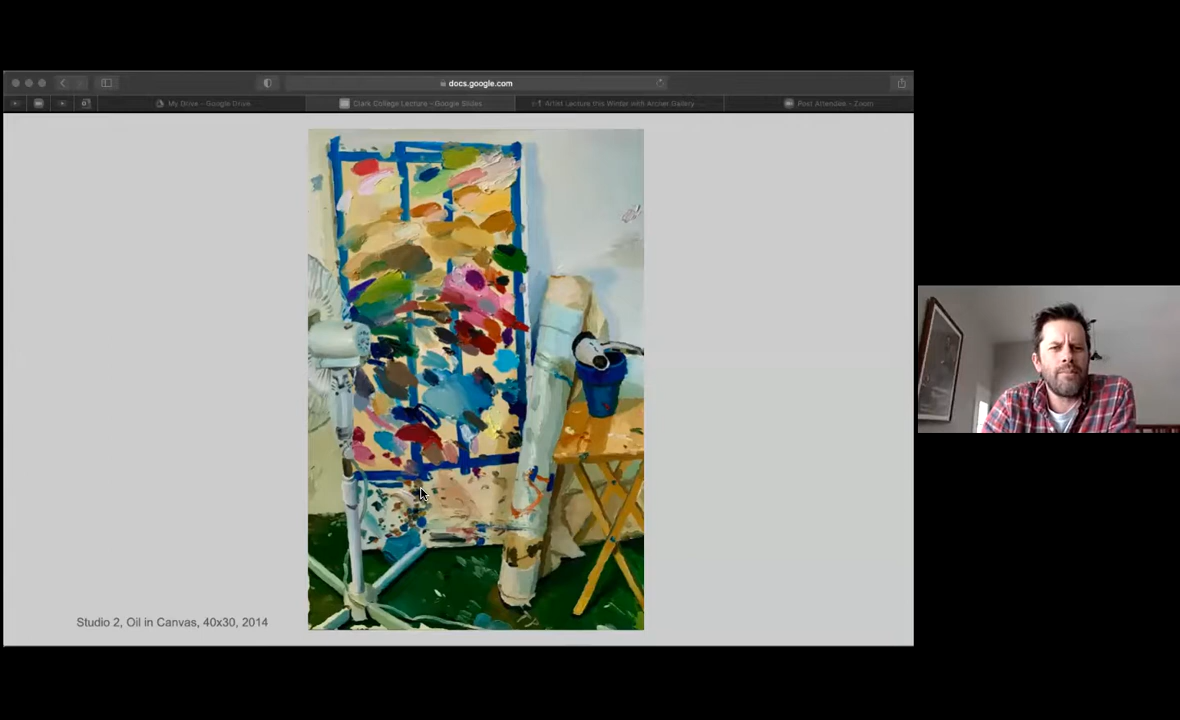 docs.google.com
My Drive – Google Drive
Clark College Lecture – Google Slides
Artist Lecture this Winter with Archer Gallery...
Post Attendee - Zoom
Studio 2, Oil in Canvas, 40x30, 2014